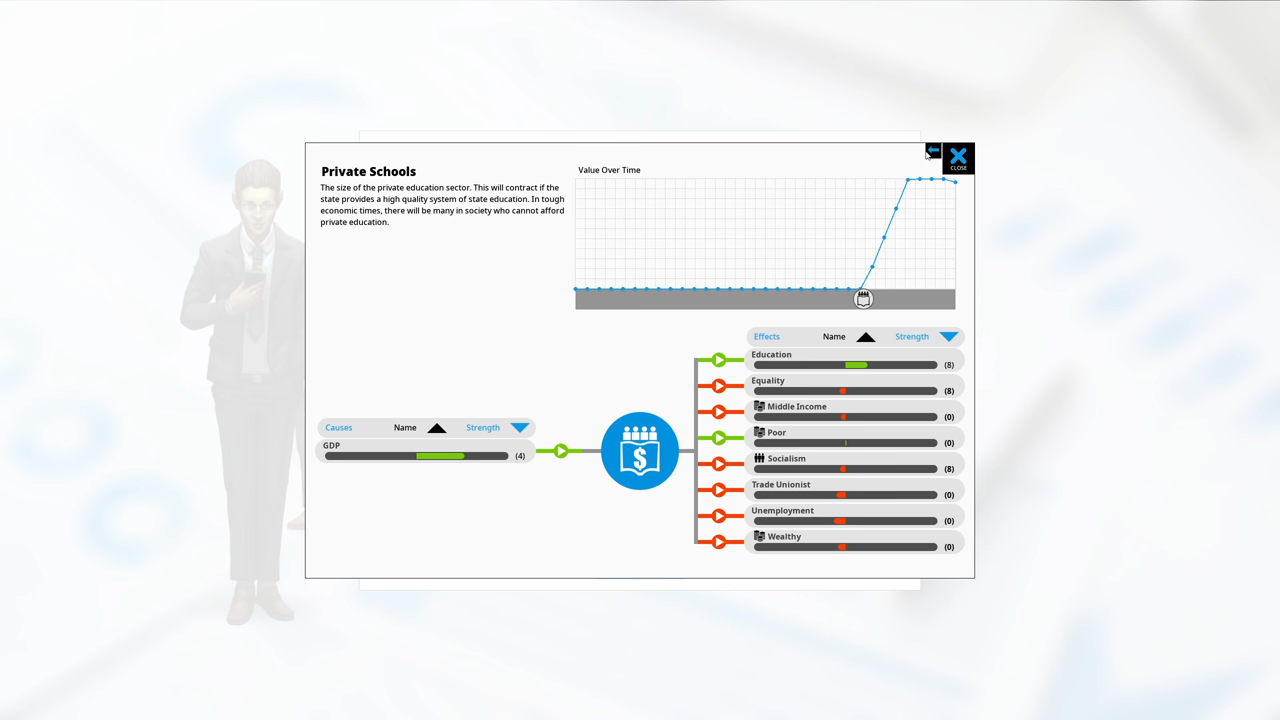 Private Schools
The size of the private education sector. This will contract if the
state provides a high quality system of state education. In tough
economic times, there will be many in society who cannot afford
private education.
Value Over Time
CLOSE
Causes Name Strength
GDP
(4)
$
Effects Name Strength
Education
(8)
Equality
(8)
Middle Income
(0)
Poor
(0)
Socialism
(8)
Trade Unionist
(0)
Unemployment
(0)
Wealthy
(0)